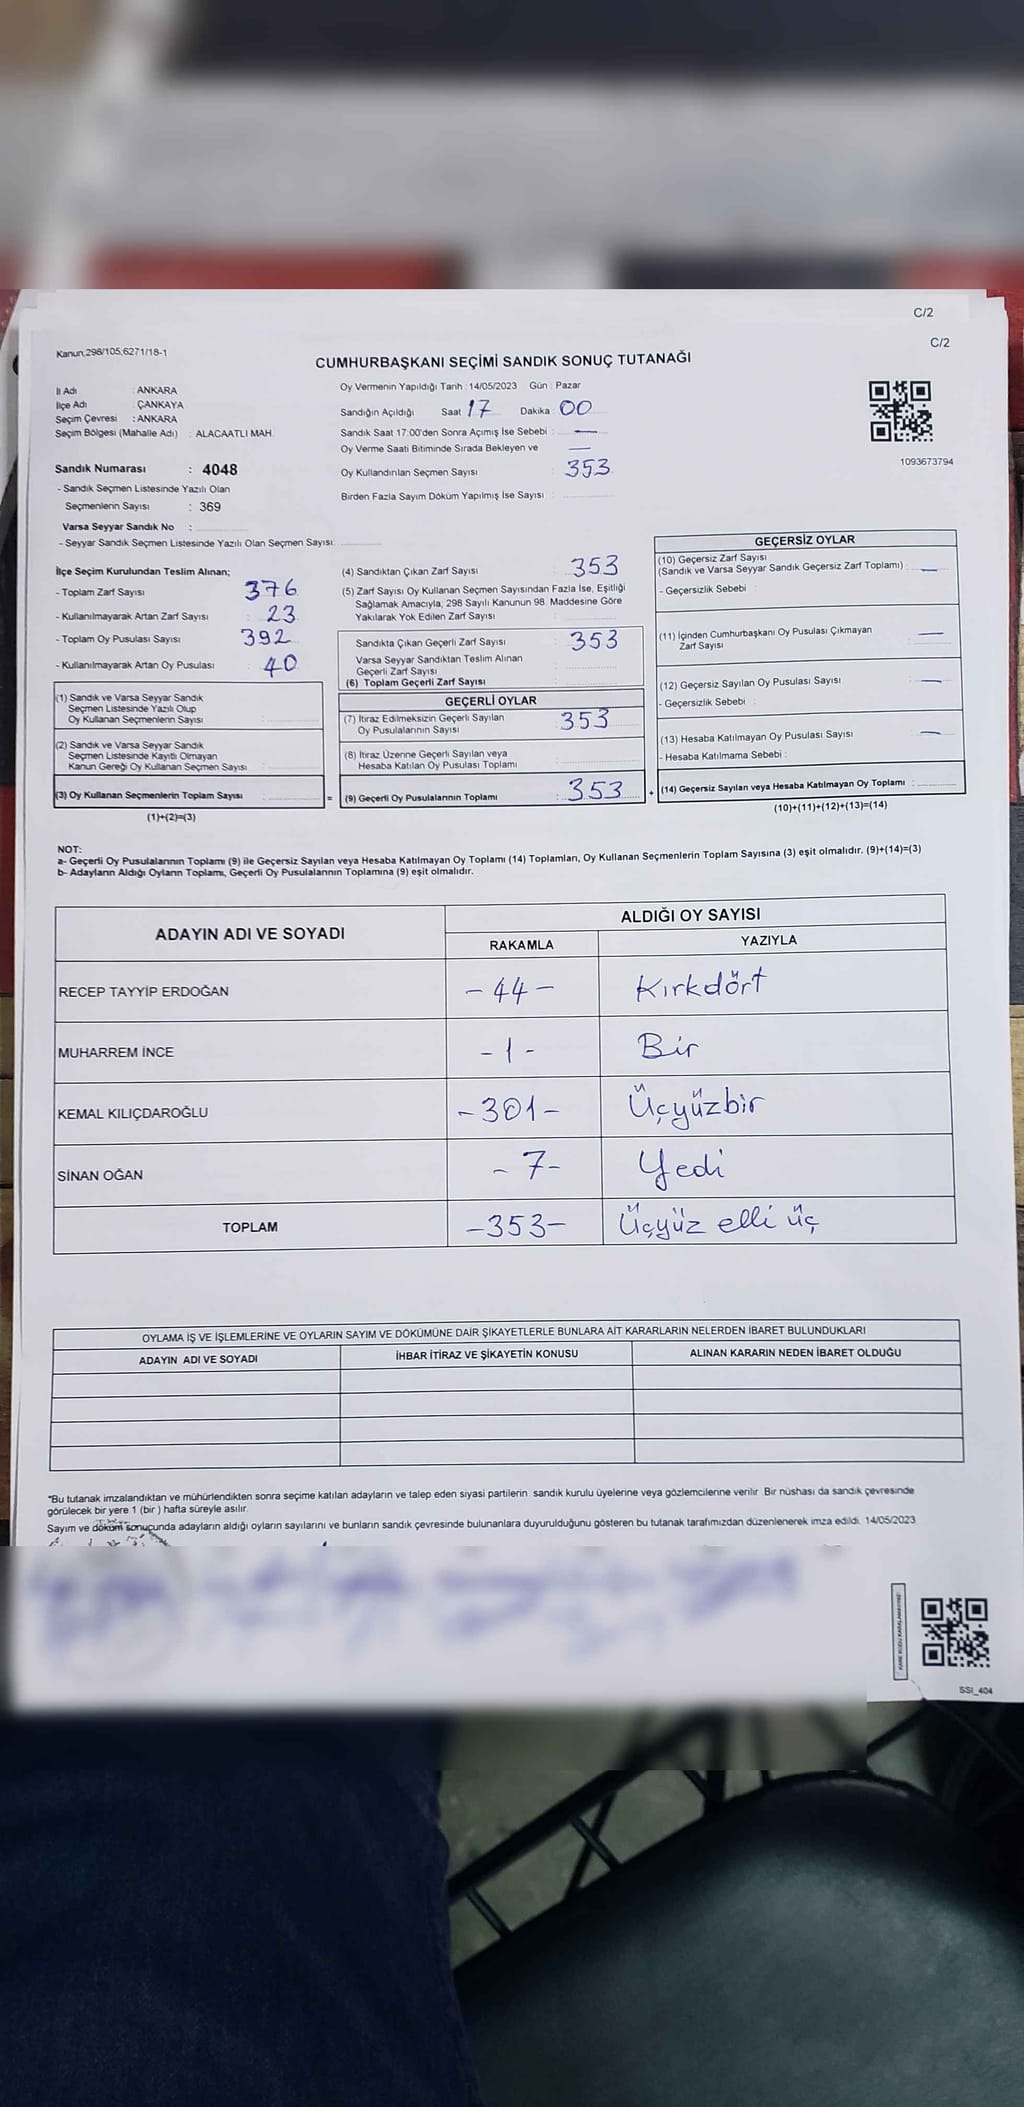 C/2
C/2
Kanun;298/105;6271/18-1
CUMHURBAŞKANI SEÇİMİ SANDIK SONUÇ TUTANAĞI
İl Adı : ANKARA
İlçe Adı : ÇANKAYA
Seçim Çevresi : ANKARA
Seçim Bölgesi (Mahalle Adı) : ALACAATLI MAH.
Oy Vermenin Yapıldığı Tarih : 14/05/2023 Gün : Pazar
Sandığın Açıldığı Saat 17 Dakika : 00
Sandık Saat 17:00'den Sonra Açımış İse Sebebi : —
Oy Verme Saati Bitiminde Sırada Bekleyen ve —
Oy Kullandırılan Seçmen Sayısı 353
Birden Fazla Sayım Döküm Yapılmış İse Sayısı :
1093673794
Sandık Numarası : 4048
- Sandık Seçmen Listesinde Yazılı Olan
Seçmenlerin Sayısı : 369
Varsa Seyyar Sandık No :
- Seyyar Sandık Seçmen Listesinde Yazılı Olan Seçmen Sayısı:
İlçe Seçim Kurulundan Teslim Alınan;
- Toplam Zarf Sayısı 376
- Kullanılmayarak Artan Zarf Sayısı : 23
- Toplam Oy Pusulası Sayısı : 392
- Kullanılmayarak Artan Oy Pusulası : 40
(1) Sandık ve Varsa Seyyar Sandık
Seçmen Listesinde Yazılı Olup
Oy Kullanan Seçmenlerin Sayısı :
(2) Sandık ve Varsa Seyyar Sandık
Seçmen Listesinde Kayıtlı Olmayan
Kanun Gereği Oy Kullanan Seçmen Sayısı :
(3) Oy Kullanan Seçmenlerin Toplam Sayısı :
(1)+(2)=(3)
(4) Sandıktan Çıkan Zarf Sayısı : 353
(5) Zarf Sayısı Oy Kullanan Seçmen Sayısından Fazla İse, Eşitliği
Sağlamak Amacıyla, 298 Sayılı Kanunun 98. Maddesine Göre
Yakılarak Yok Edilen Zarf Sayısı :
Sandıkta Çıkan Geçerli Zarf Sayısı : 353
Varsa Seyyar Sandıktan Teslim Alınan
Geçerli Zarf Sayısı :
(6) Toplam Geçerli Zarf Sayısı :
GEÇERLİ OYLAR
(7) İtiraz Edilmeksizin Geçerli Sayılan
Oy Pusulalarının Sayısı : 353
(8) İtiraz Üzerine Geçerli Sayılan veya
Hesaba Katılan Oy Pusulası Toplamı :
= (9) Geçerli Oy Pusulalarının Toplamı : 353 +
GEÇERSİZ OYLAR
(10) Geçersiz Zarf Sayısı
(Sandık ve Varsa Seyyar Sandık Geçersiz Zarf Toplamı) : —
- Geçersizlik Sebebi :
(11) İçinden Cumhurbaşkanı Oy Pusulası Çıkmayan
Zarf Sayısı : —
(12) Geçersiz Sayılan Oy Pusulası Sayısı : —
- Geçersizlik Sebebi :
(13) Hesaba Katılmayan Oy Pusulası Sayısı : —
- Hesaba Katılmama Sebebi :
(14) Geçersiz Sayılan veya Hesaba Katılmayan Oy Toplamı :
(10)+(11)+(12)+(13)=(14)
NOT:
a- Geçerli Oy Pusulalarının Toplamı (9) ile Geçersiz Sayılan veya Hesaba Katılmayan Oy Toplamı (14) Toplamları, Oy Kullanan Seçmenlerin Toplam Sayısına (3) eşit olmalıdır. (9)+(14)=(3)
b- Adayların Aldığı Oyların Toplamı, Geçerli Oy Pusulalarının Toplamına (9) eşit olmalıdır.
ADAYIN ADI VE SOYADI
ALDIĞI OY SAYISI
RAKAMLA YAZIYLA
RECEP TAYYİP ERDOĞAN -44- Kırkdört
MUHARREM İNCE -1- Bir
KEMAL KILIÇDAROĞLU -301- Üçyüzbir
SİNAN OĞAN -7- Yedi
TOPLAM -353- Üçyüz elli üç
OYLAMA İŞ VE İŞLEMLERİNE VE OYLARIN SAYIM VE DÖKÜMÜNE DAİR ŞİKAYETLERLE BUNLARA AİT KARARLARIN NELERDEN İBARET BULUNDUKLARI
ADAYIN ADI VE SOYADI İHBAR İTİRAZ VE ŞİKAYETİN KONUSU ALINAN KARARIN NEDEN İBARET OLDUĞU
*Bu tutanak imzalandıktan ve mühürlendikten sonra seçime katılan adayların ve talep eden siyasi partilerin sandık kurulu üyelerine veya gözlemcilerine verilir. Bir nüshası da sandık çevresinde
görülecek bir yere 1 (bir ) hafta süreyle asılır.
Sayım ve döküm sonucunda adayların aldığı oyların sayılarını ve bunların sandık çevresinde bulunanlara duyurulduğunu gösteren bu tutanak tarafımızdan düzenlenerek imza edildi. 14/05/2023
SSI_404